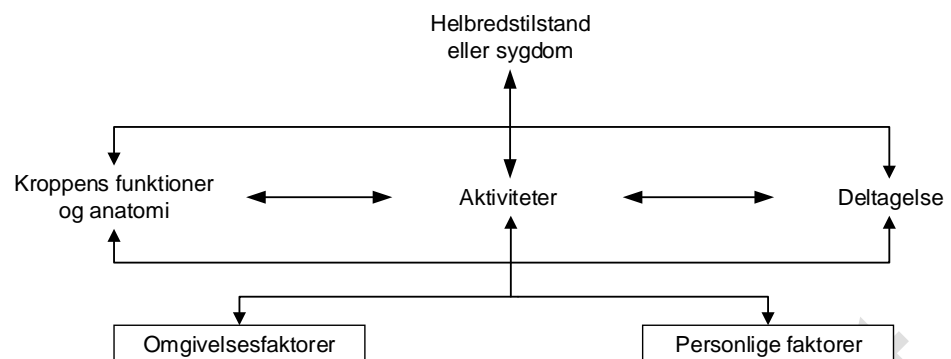 Helbredstilstand
eller sygdom
Kroppens funktioner
og anatomi
Aktiviteter
Deltagelse
Omgivelsesfaktorer
Personlige faktorer